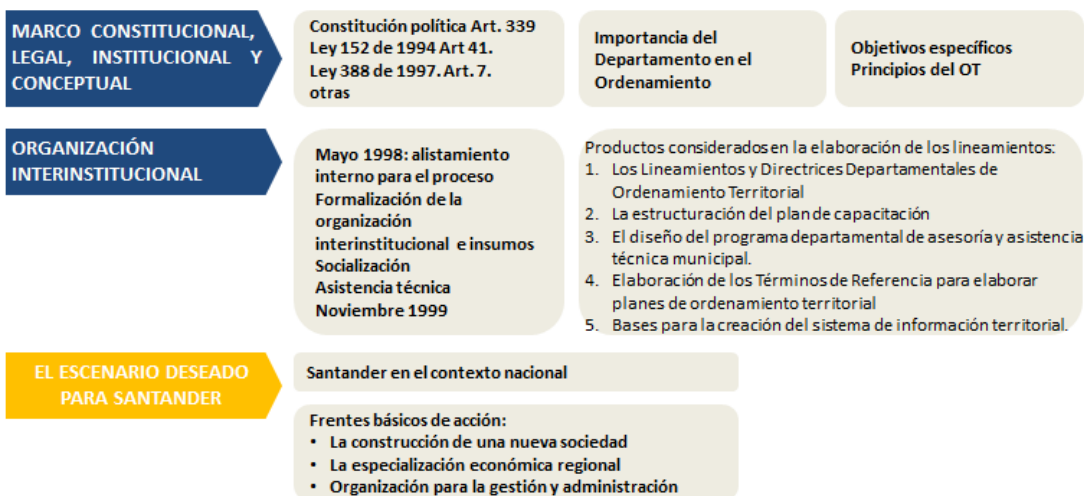 MARCO CONSTITUCIONAL,
LEGAL, INSTITUCIONAL Y
CONCEPTUAL
Constitución política Art. 339
Ley 152 de 1994 Art 41.
Ley 388 de 1997. Art. 7.
otras
Importancia del
Departamento en el
Ordenamiento
Objetivos específicos
Principios del OT
ORGANIZACIÓN
INTERINSTITUCIONAL
Mayo 1998: alistamiento
interno para el proceso
Formalización de la
organización
interinstitucional e insumos
Socialización
Asistencia técnica
Noviembre 1999
Productos considerados en la elaboración de los lineamientos:
1. Los Lineamientos y Directrices Departamentales de
Ordenamiento Territorial
2. La estructuración del plan de capacitación
3. El diseño del programa departamental de asesoría y asistencia
técnica municipal.
4. Elaboración de los Términos de Referencia para elaborar
planes de ordenamiento territorial
5. Bases para la creación del sistema de información territorial.
EL ESCENARIO DESEADO
PARA SANTANDER
Santander en el contexto nacional
Frentes básicos de acción:
• La construcción de una nueva sociedad
• La especialización económica regional
• Organización para la gestión y administración